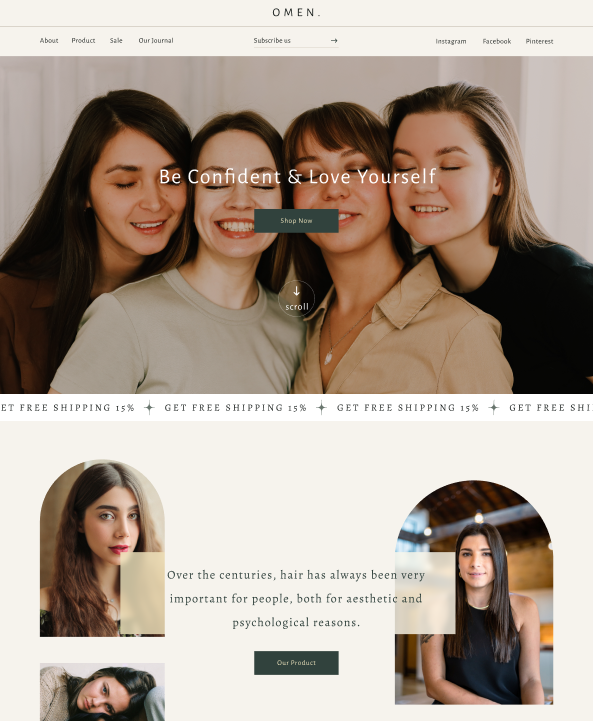 OMEN.
About Product Sale Our Journal Subscribe us → Instagram Facebook Pinterest
Be Confident & Love Yourself
Shop Now
↓
scroll
ET FREE SHIPPING 15% GET FREE SHIPPING 15% GET FREE SHIPPING 15% GET FREE SHI
Over the centuries, hair has always been very
important for people, both for aesthetic and
psychological reasons.
Our Product